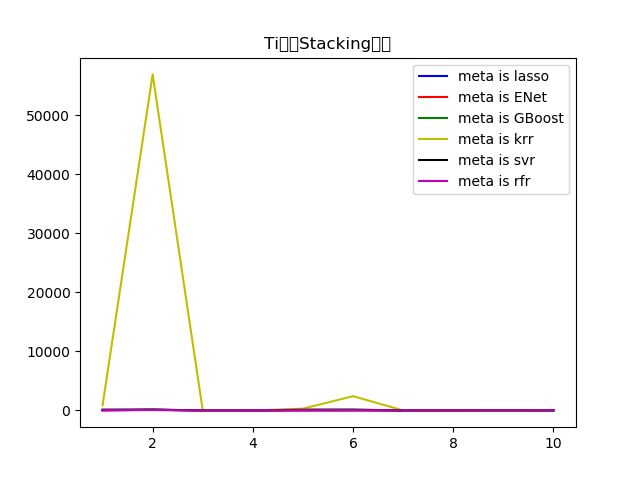 Ti▯▯Stacking▯▯
meta is lasso
meta is ENet
meta is GBoost
meta is krr
meta is svr
meta is rfr
50000
40000
30000
20000
10000
0
2
4
6
8
10